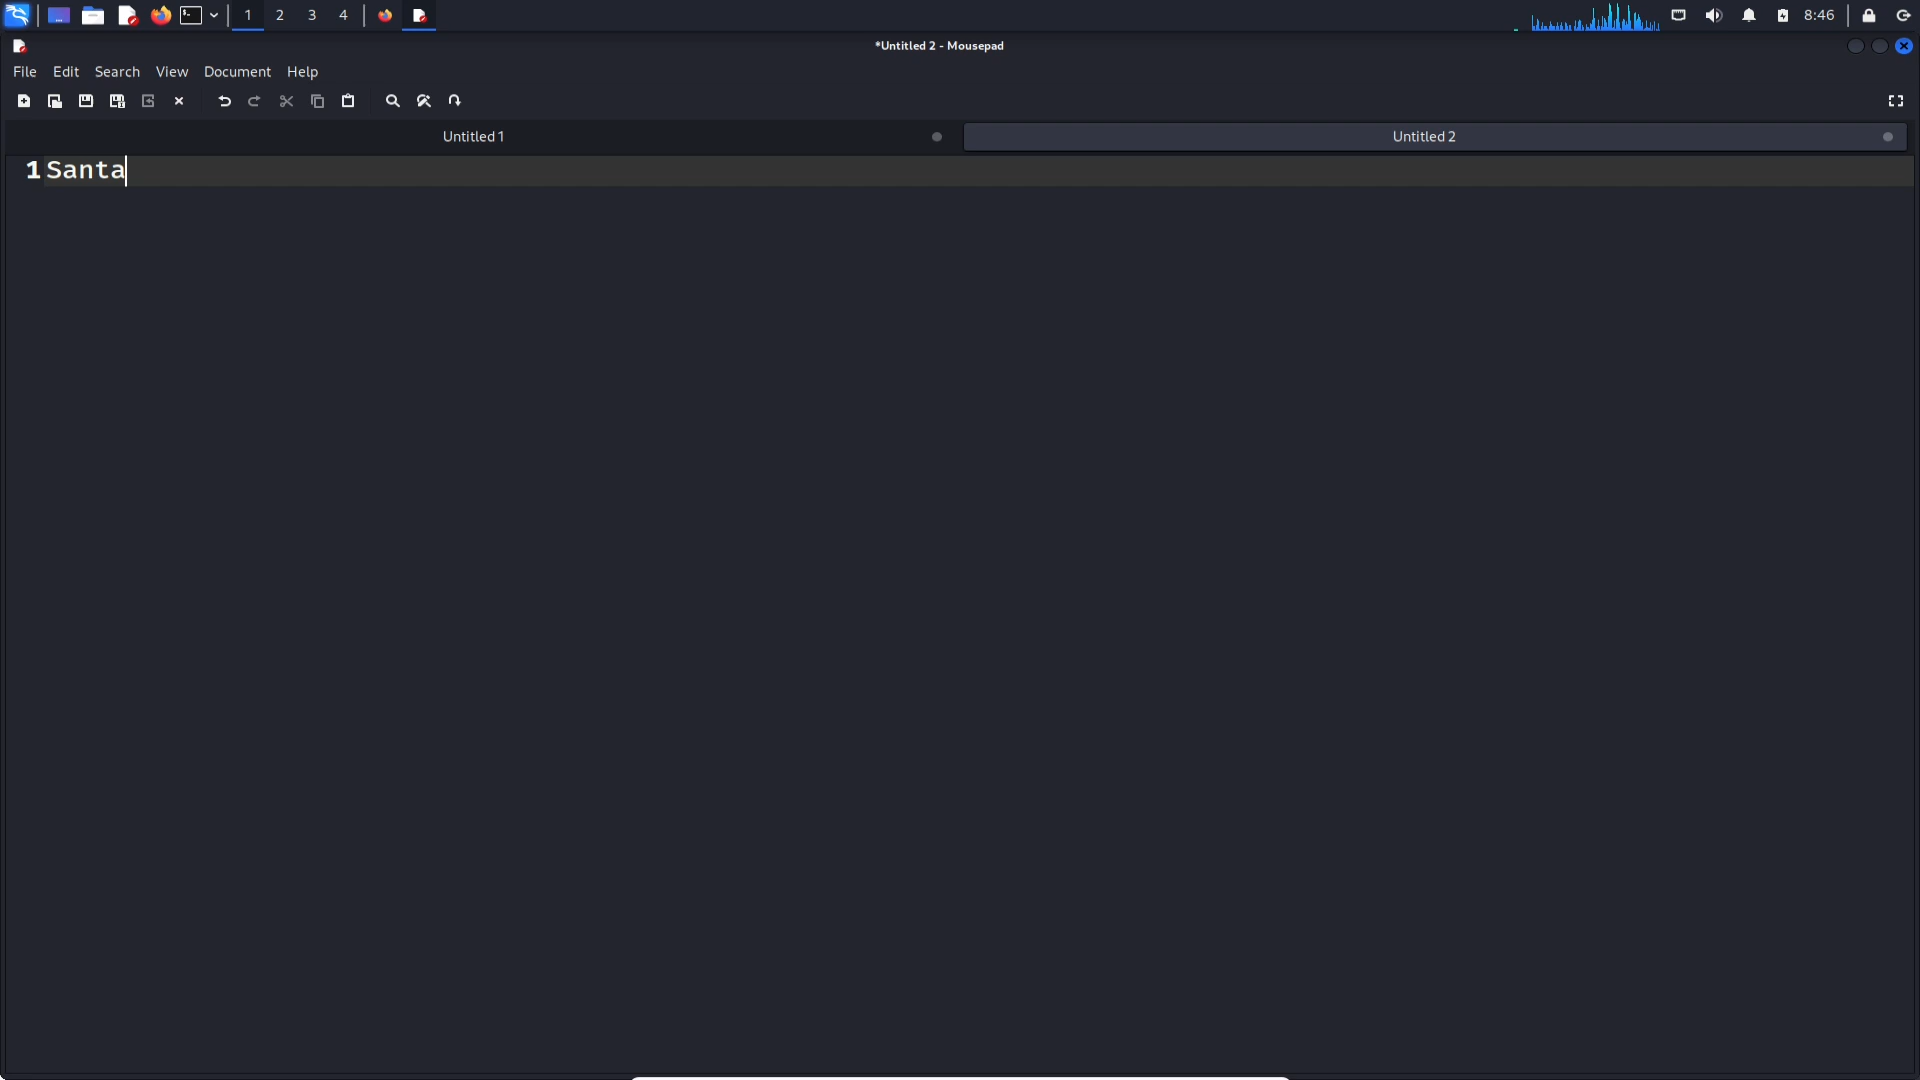 1 2 3 4 8:46
*Untitled 2 - Mousepad
File Edit Search View Document Help
Untitled 1 Untitled 2
1 Santa